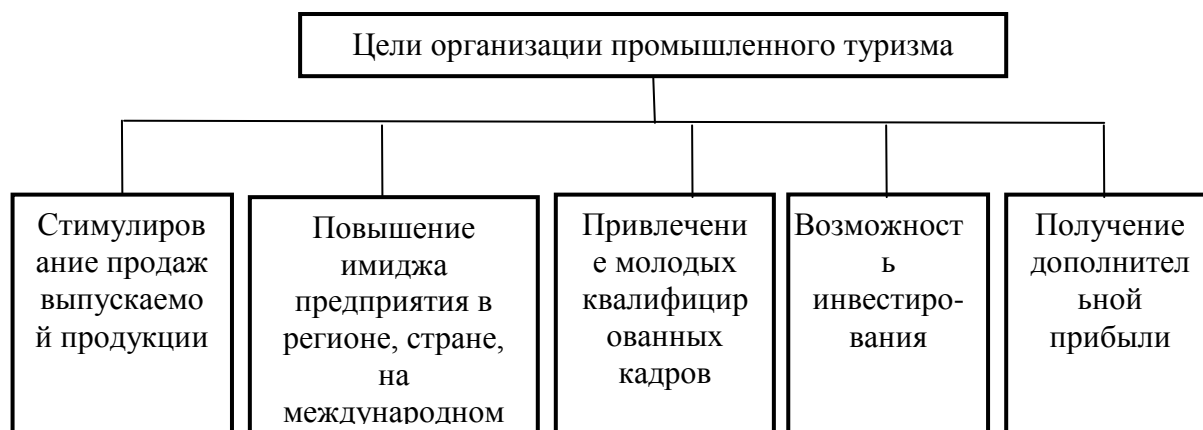 Цели организации промышленного туризма
Стимулиров
ание продаж
выпускаемо
й продукции
Повышение
имиджа
предприятия в
регионе, стране,
на
международном
Привлечени
е молодых
квалифицир
ованных
кадров
Возможност
ь
инвестиро-
вания
Получение
дополнител
ьной
прибыли